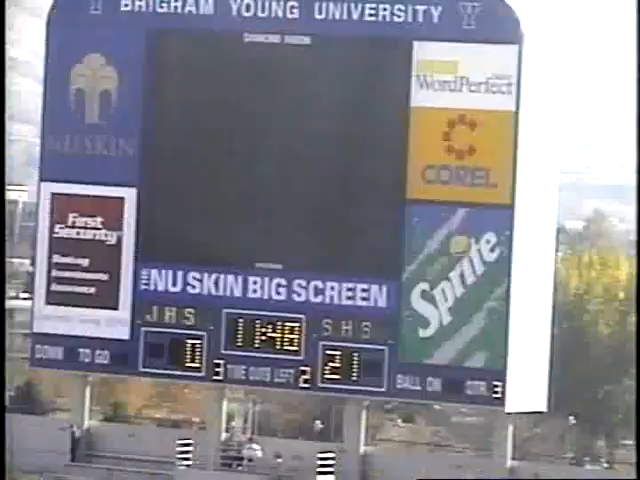 BRIGHAM YOUNG UNIVERSITY
NU SKIN
WordPerfect
COREL
First
Security
Sprite
THE NU SKIN BIG SCREEN
JHS
11:48
SHS
0
21
DOWN TO GO
3 TIME OUTS LEFT 2
BALL ON QTR 3